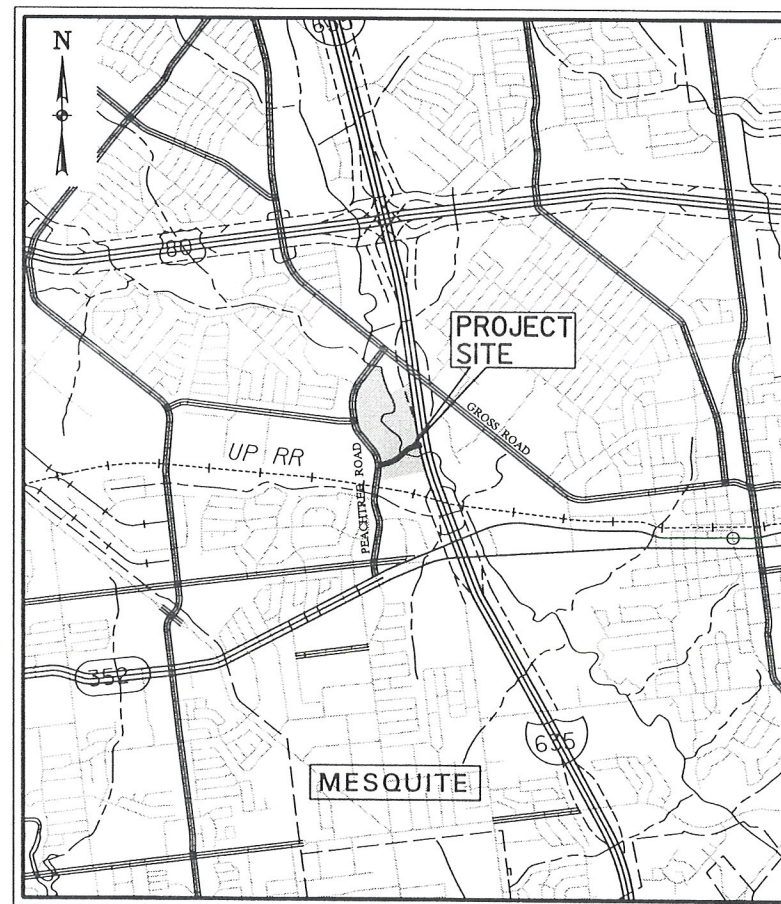 N
635
80
PROJECT
SITE
GROSS ROAD
UP RR
PEACHTREE ROAD
352
635
MESQUITE